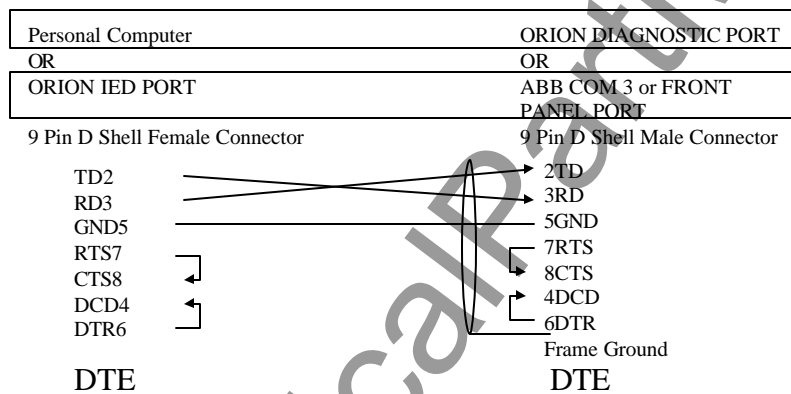 Personal Computer ORION DIAGNOSTIC PORT
OR OR
ORION IED PORT ABB COM 3 or FRONT
PANEL PORT
9 Pin D Shell Female Connector 9 Pin D Shell Male Connector
TD2 2TD
RD3 3RD
GND5 5GND
RTS7 7RTS
CTS8 8CTS
DCD4 4DCD
DTR6 6DTR
Frame Ground
DTE DTE